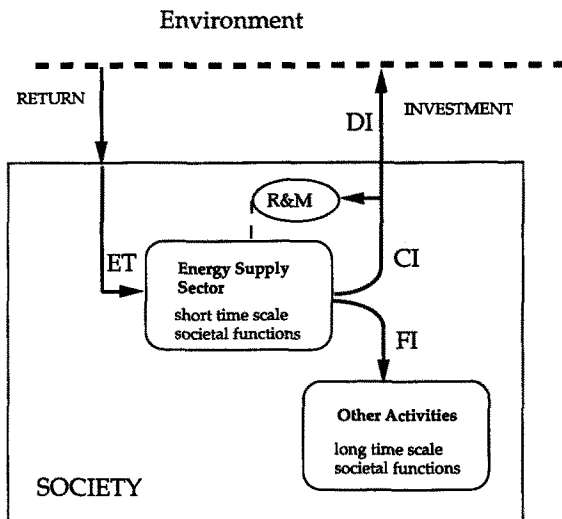 Environment
RETURN
DI
INVESTMENT
R&M
ET
Energy Supply
Sector
short time scale
societal functions
CI
FI
Other Activities
long time scale
societal functions
SOCIETY